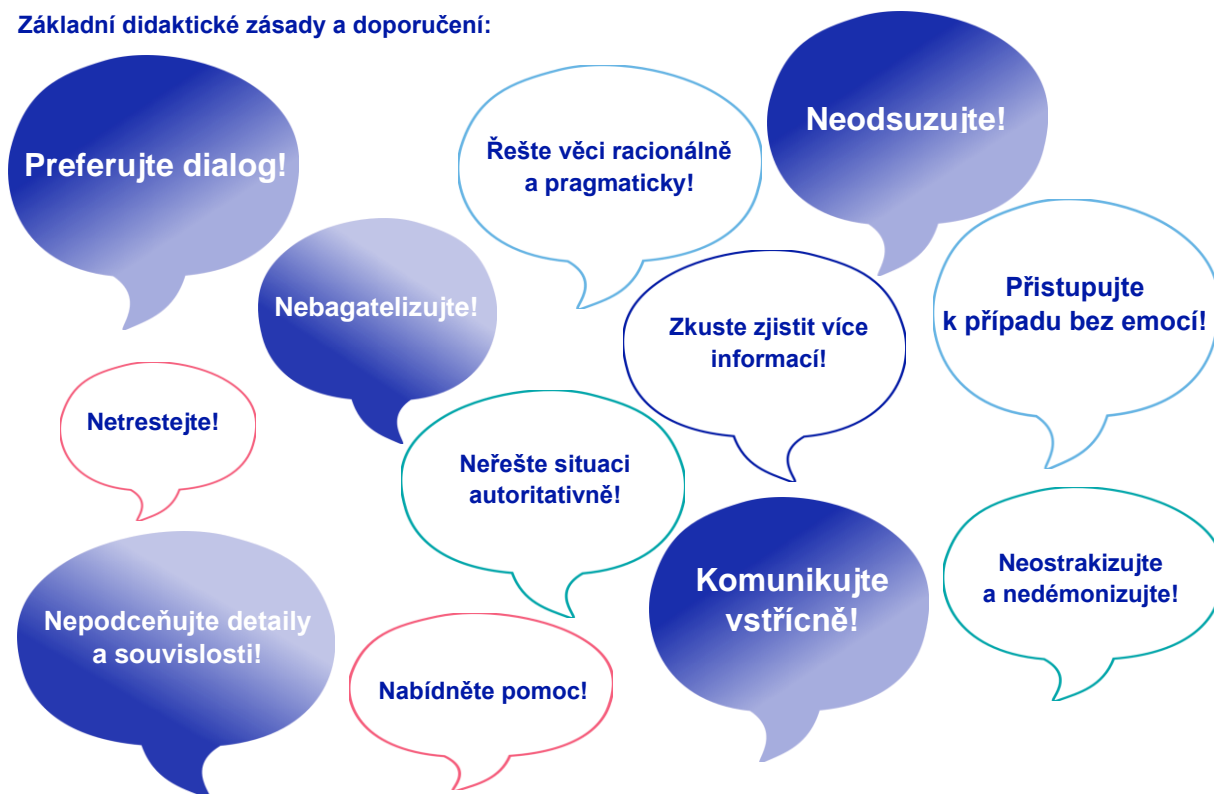 Základní didaktické zásady a doporučení:
Preferujte dialog!
Řešte věci racionálně
a pragmaticky!
Neodsuzujte!
Nebagatelizujte!
Zkuste zjistit více
informací!
Přistupujte
k případu bez emocí!
Netrestejte!
Neřešte situaci
autoritativně!
Nepodceňujte detaily
a souvislosti!
Nabídněte pomoc!
Komunikujte
vstřícně!
Neostrakizujte
a nedémonizujte!